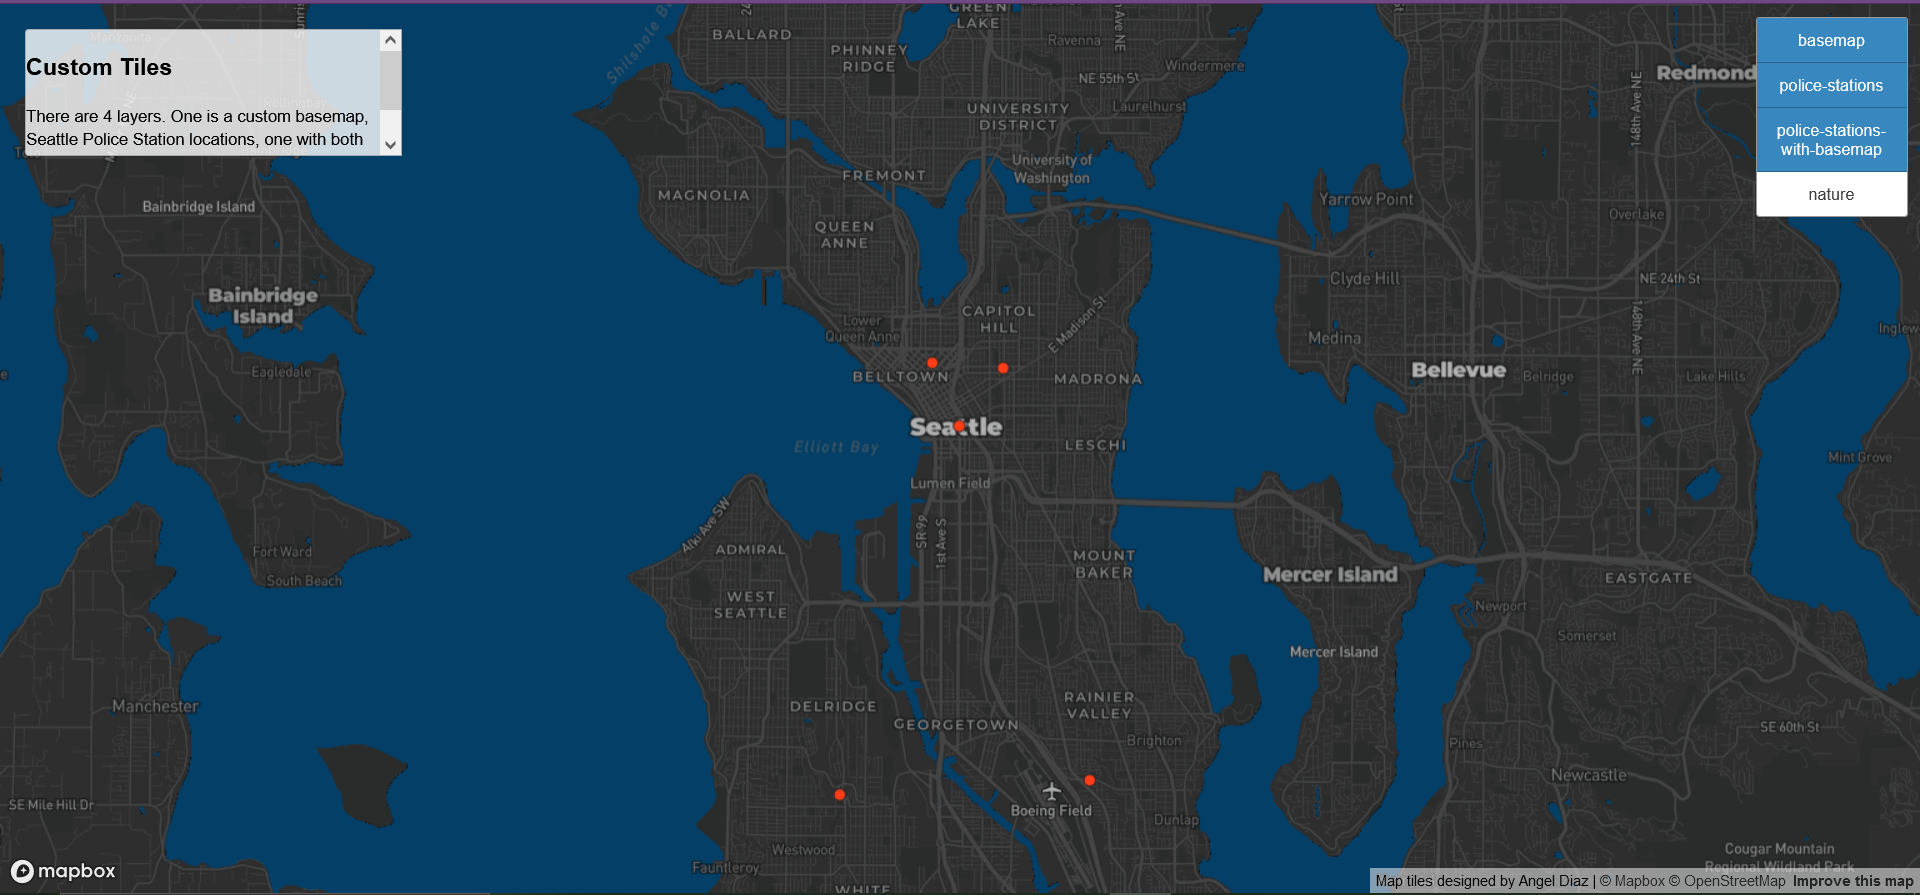 Custom Tiles
There are 4 layers. One is a custom basemap,
Seattle Police Station locations, one with both
basemap
police-stations
police-stations-
with-basemap
nature
Manzanita
Rollingbay
Bainbridge Island
Bainbridge
Island
Eagledale
Fort Ward
South Beach
Manchester
SE Mile Hill Dr
BALLARD
PHINNEY
RIDGE
GREEN
LAKE
Ravenna
Ave NE
NE 55th St
Windermere
UNIVERSITY
DISTRICT
Laurelhurst
University of
Washington
FREMONT
MAGNOLIA
QUEEN
ANNE
Lower
Queen Anne
CAPITOL
HILL
E Madison St
BELLTOWN
MADRONA
Seattle
LESCHI
Elliott Bay
Lumen Field
SR-99
1st Ave S
Alki Ave SW
ADMIRAL
WEST
SEATTLE
MOUNT
BAKER
DELRIDGE
GEORGETOWN
RAINIER
VALLEY
Brighton
Boeing Field
Dunlap
Westwood
Fauntleroy
WHITE
Redmond
148th Ave NE
Yarrow Point
Overlake
Clyde Hill
NE 24th St
148th Ave NE
Medina
Bellevue
Belridge
Lake Hills
Mint Grove
Mercer Island
EASTGATE
Newport
Somerset
Mercer Island
SE 60th St
Pines
Newcastle
Cougar Mountain
Regional Wildland Park
mapbox
Map tiles designed by Angel Diaz | © Mapbox © OpenStreetMap Improve this map